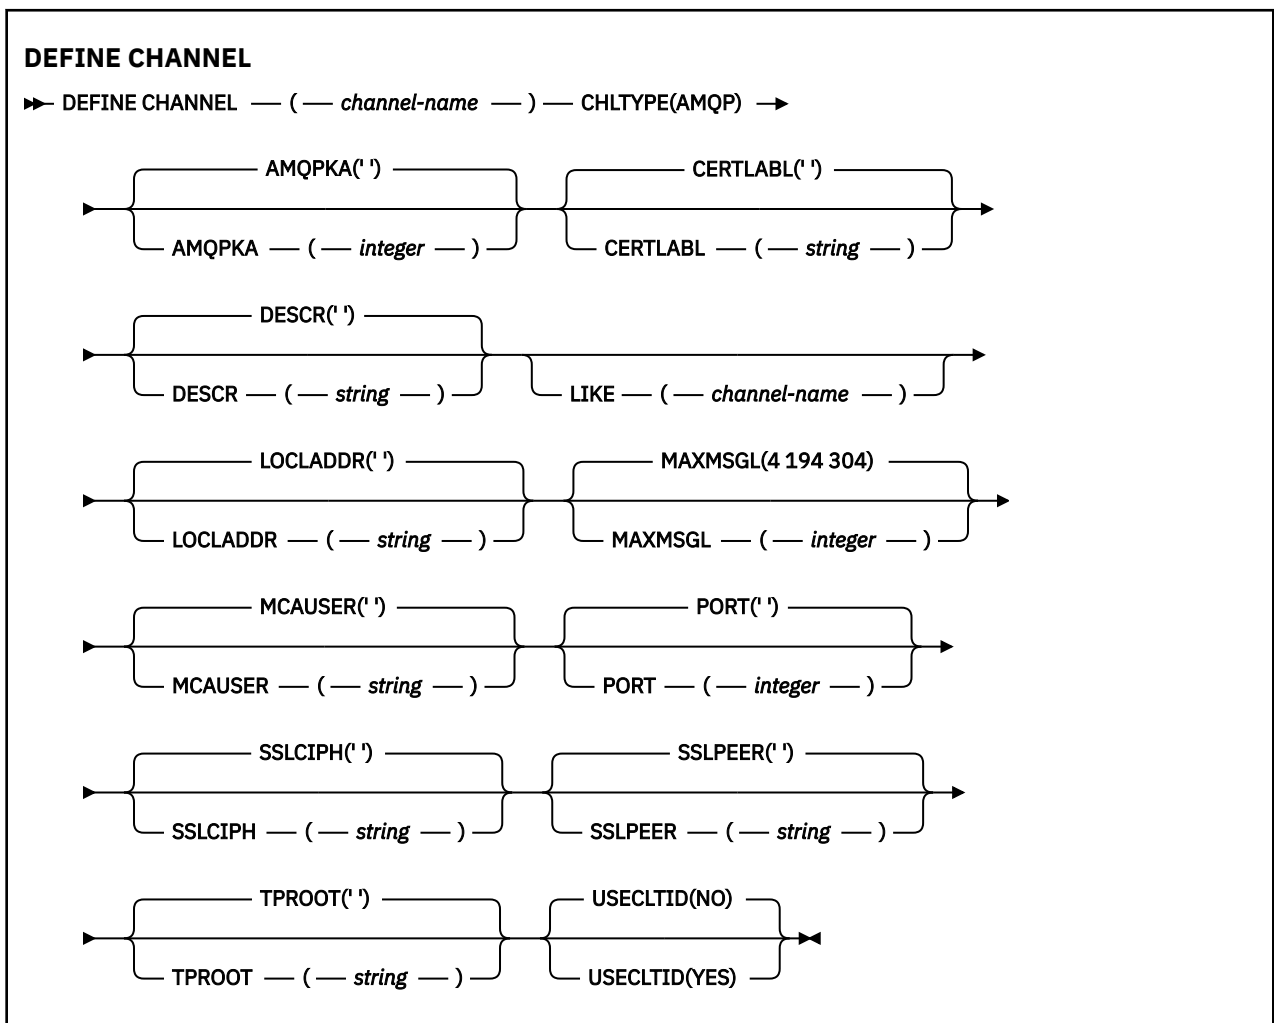 DEFINE CHANNEL
DEFINE CHANNEL ( channel-name ) CHLTYPE(AMQP)
AMQPKA(' ') CERTLABL(' ')
AMQPKA ( integer ) CERTLABL ( string )
DESCR(' ')
DESCR ( string ) LIKE ( channel-name )
LOCLADDR(' ') MAXMSGL(4 194 304)
LOCLADDR ( string ) MAXMSGL ( integer )
MCAUSER(' ') PORT(' ')
MCAUSER ( string ) PORT ( integer )
SSLCIPH(' ') SSLPEER(' ')
SSLCIPH ( string ) SSLPEER ( string )
TPROOT(' ') USECLTID(NO)
TPROOT ( string ) USECLTID(YES)